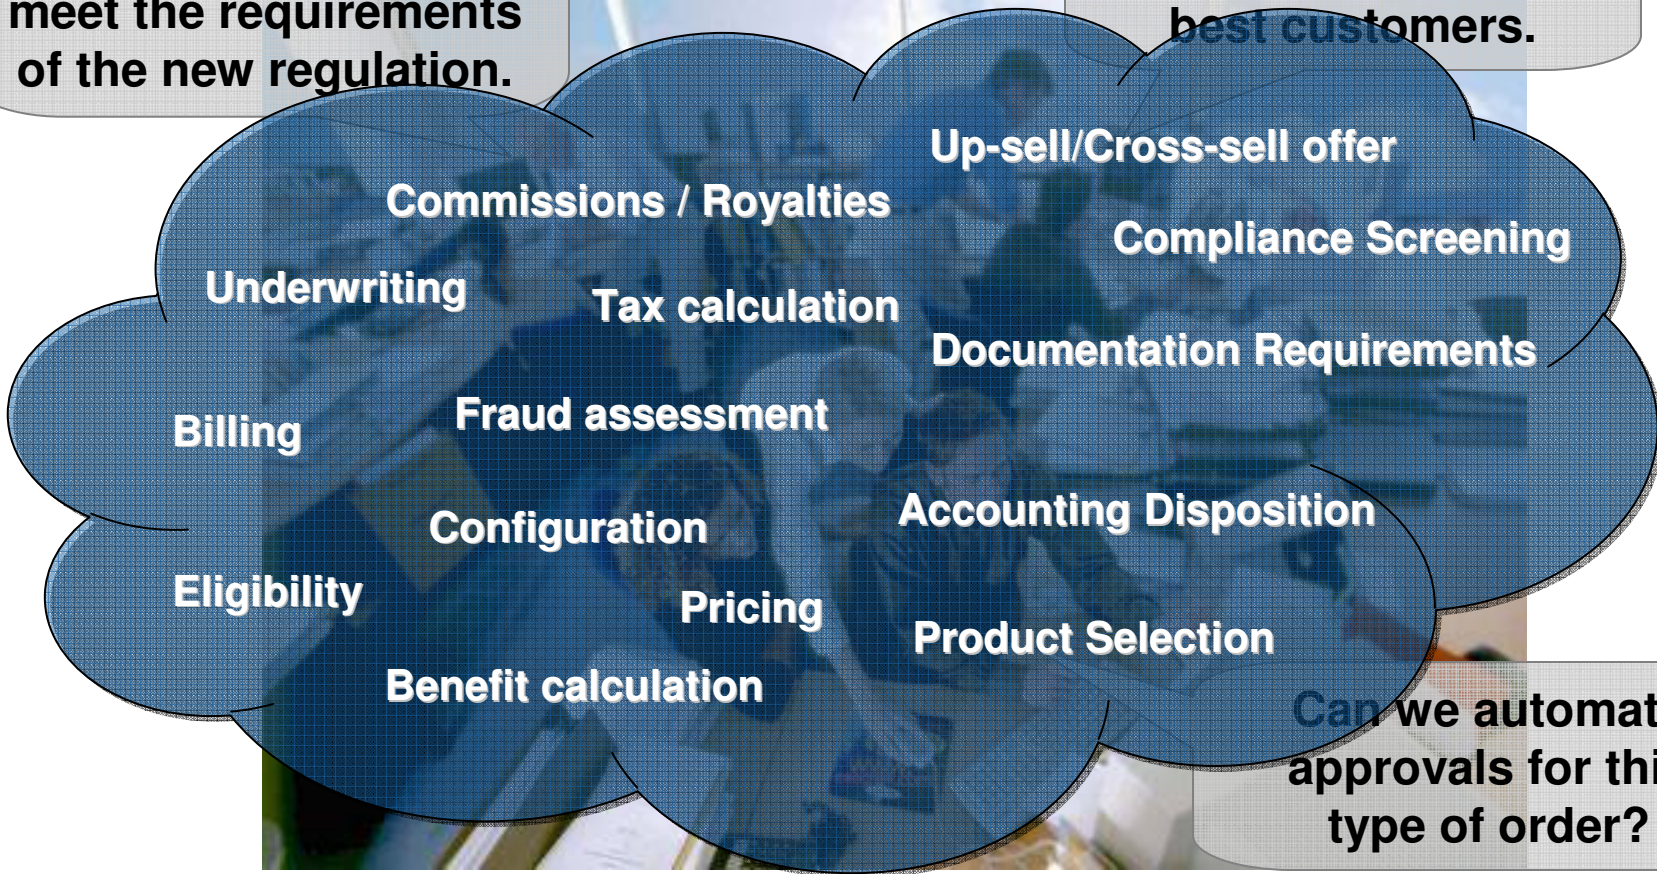 meet the requirements
of the new regulation.
best customers.
Up-sell/Cross-sell offer
Commissions / Royalties
Compliance Screening
Underwriting
Tax calculation
Documentation Requirements
Billing
Fraud assessment
Configuration
Accounting Disposition
Eligibility
Pricing
Product Selection
Benefit calculation
Can we automat
approvals for thi
type of order?